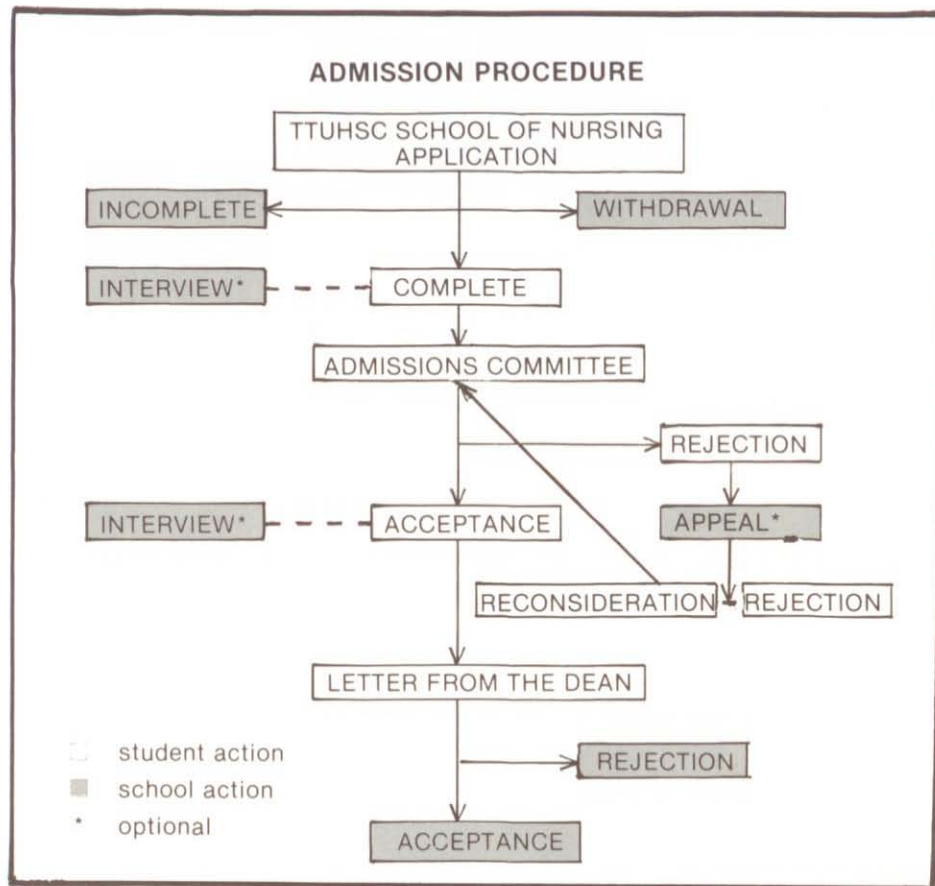 ADMISSION PROCEDURE
TTUHSC SCHOOL OF NURSING
APPLICATION
INCOMPLETE
WITHDRAWAL
INTERVIEW*
COMPLETE
ADMISSIONS COMMITTEE
REJECTION
INTERVIEW*
ACCEPTANCE
APPEAL*
RECONSIDERATION - REJECTION
LETTER FROM THE DEAN
student action
REJECTION
school action
* optional
ACCEPTANCE